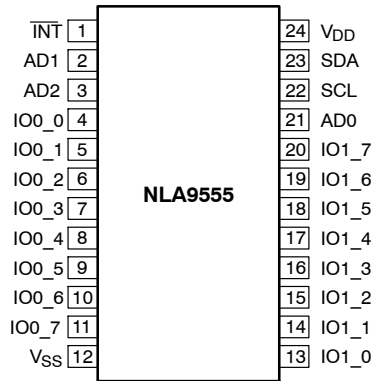 INT 1 24 VDD
AD1 2 23 SDA
AD2 3 22 SCL
IO0_0 4 21 AD0
IO0_1 5 20 IO1_7
IO0_2 6 19 IO1_6
IO0_3 7 NLA9555 18 IO1_5
IO0_4 8 17 IO1_4
IO0_5 9 16 IO1_3
IO0_6 10 15 IO1_2
IO0_7 11 14 IO1_1
VSS 12 13 IO1_0